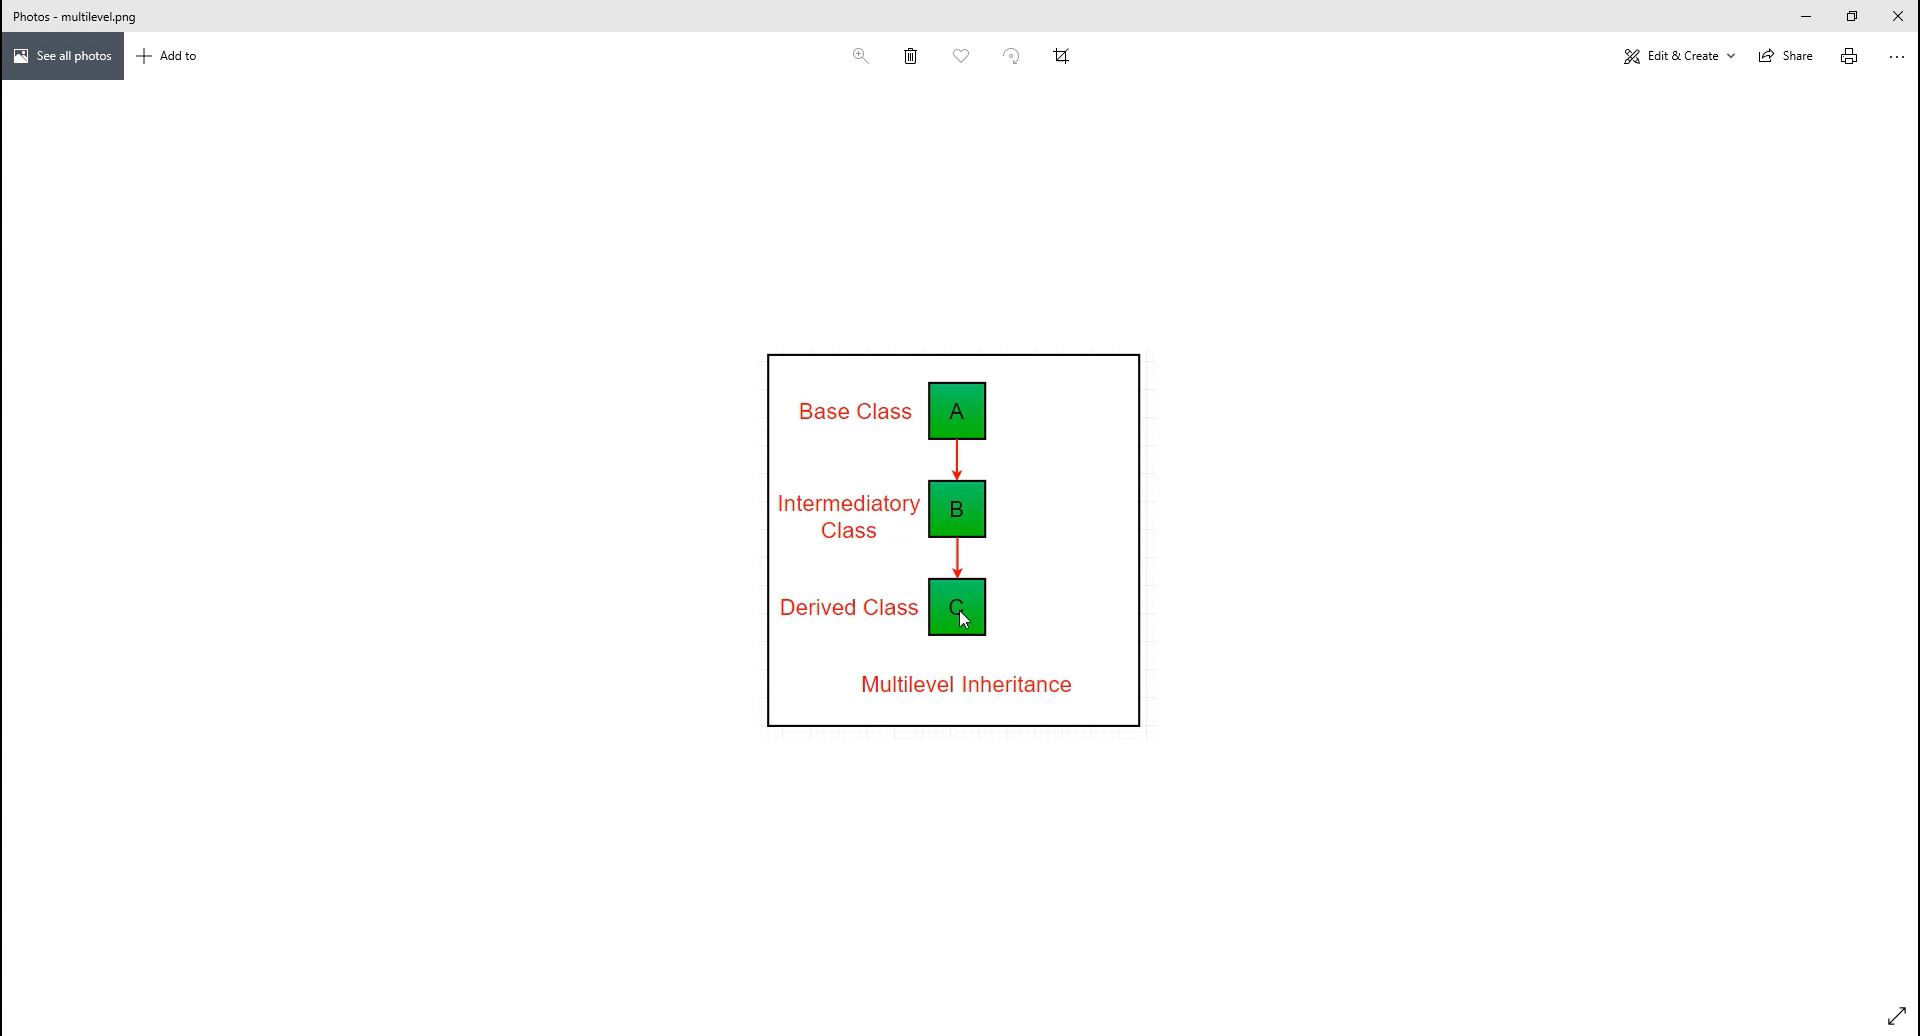 Photos - multilevel.png
See all photos
Add to
Edit & Create
Share
Base Class
A
Intermediatory
Class
B
Derived Class
C
Multilevel Inheritance